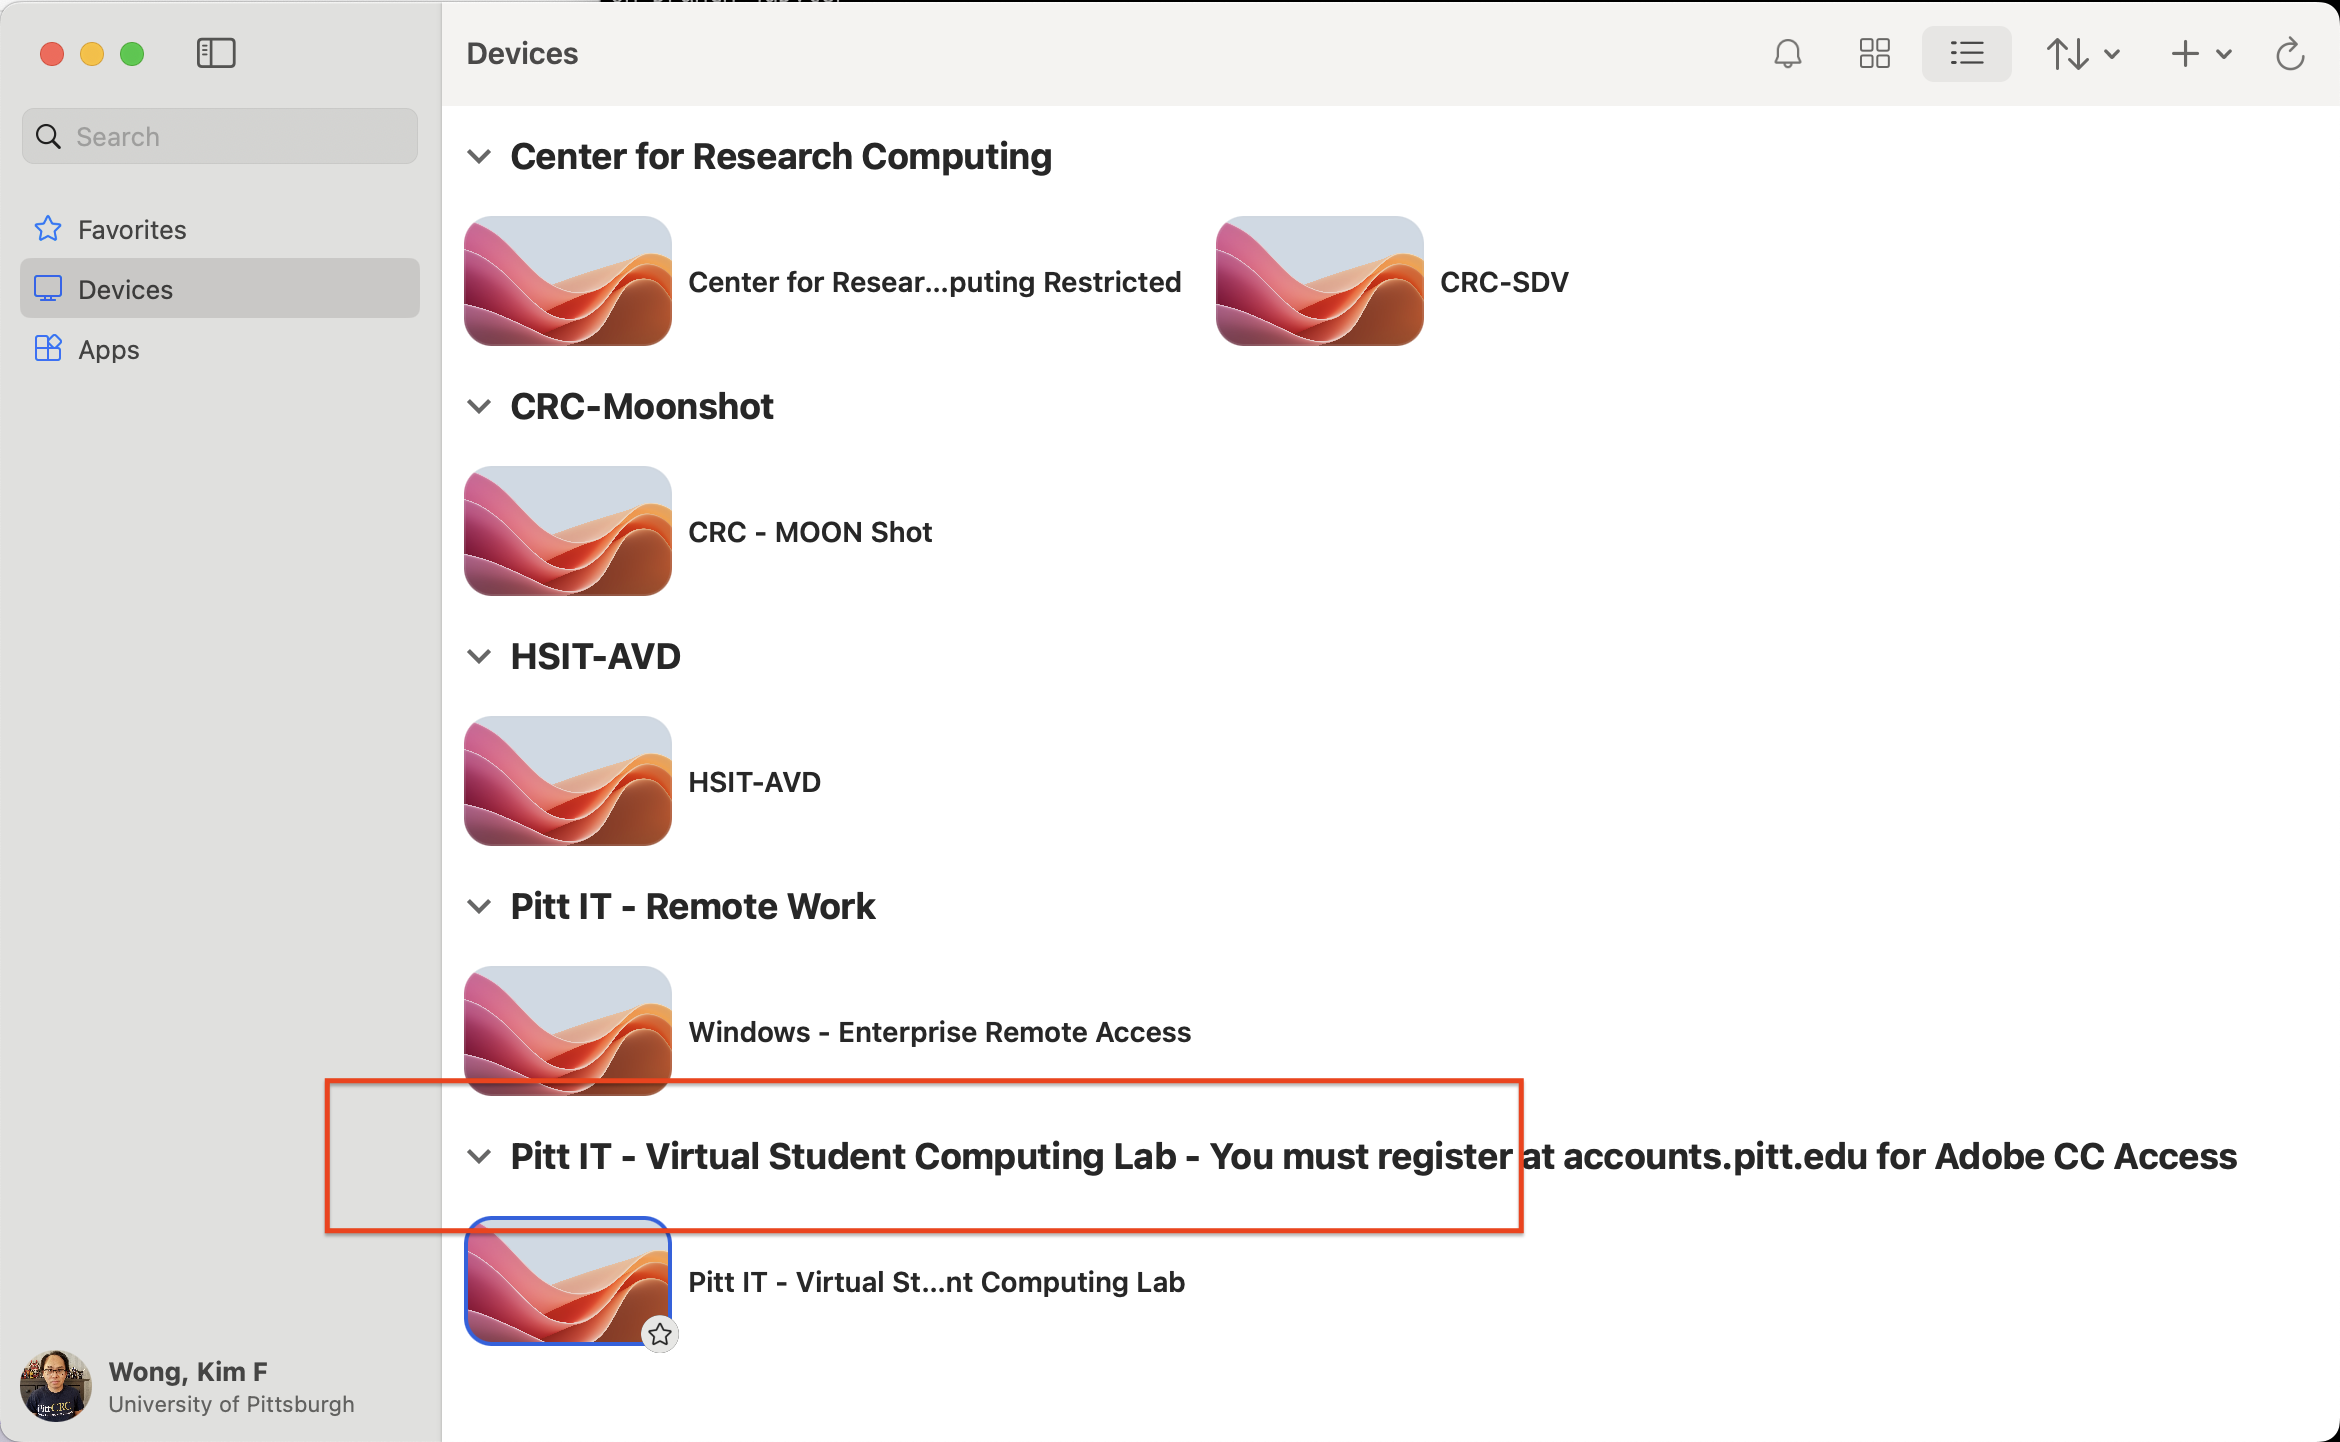 Devices
Search
Favorites
Devices
Apps
Center for Research Computing
Center for Resear...puting Restricted
CRC-SDV
CRC-Moonshot
CRC - MOON Shot
HSIT-AVD
HSIT-AVD
Pitt IT - Remote Work
Windows - Enterprise Remote Access
Pitt IT - Virtual Student Computing Lab - You must register at accounts.pitt.edu for Adobe CC Access
Pitt IT - Virtual St...nt Computing Lab
Wong, Kim F
University of Pittsburgh